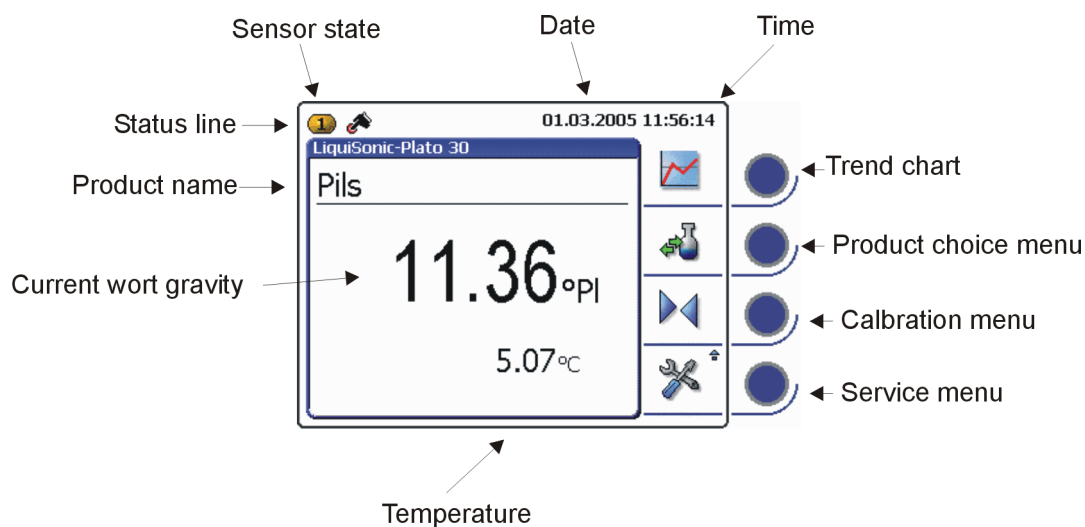 Sensor state
Date
Time
Status line
1
01.03.2005 11:56:14
LiquiSonic-Plato 30
Product name
Pils
Trend chart
Product choice menu
Current wort gravity
11.36 °Pl
Calbration menu
5.07 °C
Service menu
Temperature